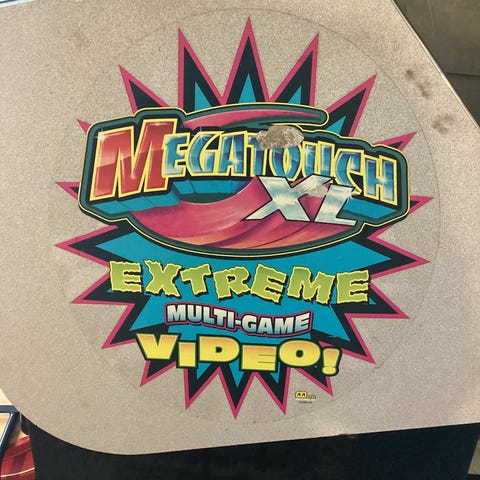 MEGATOUCH
XL
EXTREME
MULTI-GAME
VIDEO!